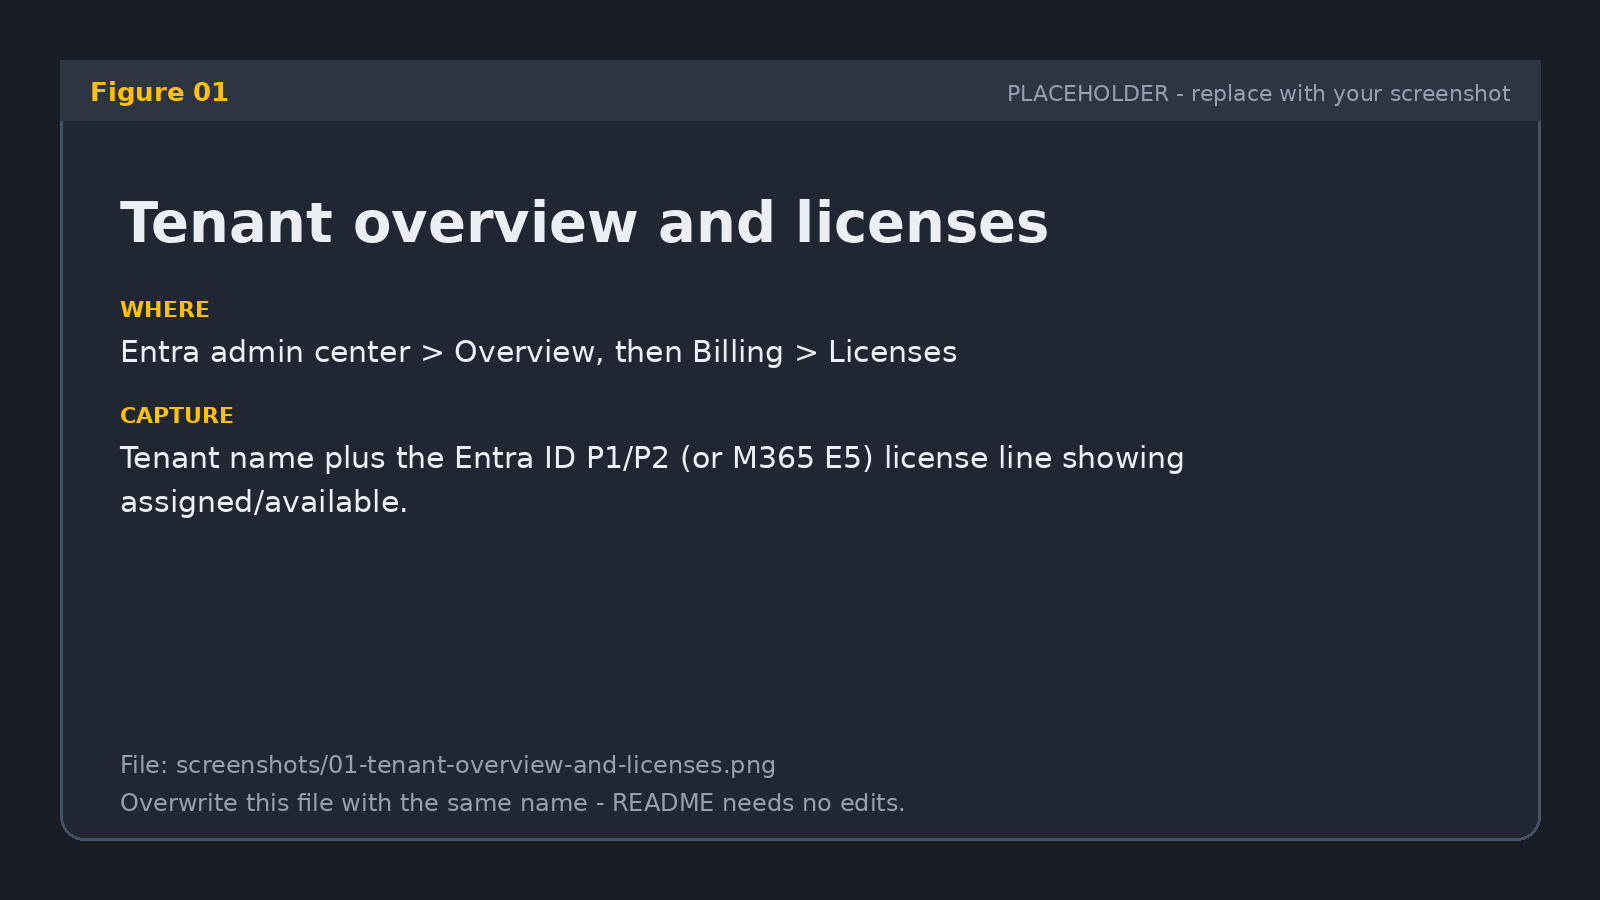 Figure 01
PLACEHOLDER - replace with your screenshot
Tenant overview and licenses
WHERE
Entra admin center > Overview, then Billing > Licenses
CAPTURE
Tenant name plus the Entra ID P1/P2 (or M365 E5) license line showing
assigned/available.
File: screenshots/01-tenant-overview-and-licenses.png
Overwrite this file with the same name - README needs no edits.